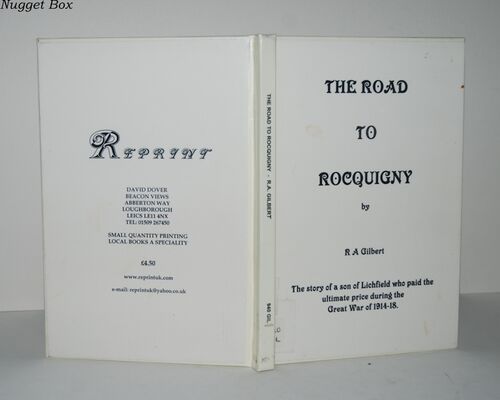 Nugget Box
REPRINT
DAVID DOVER
BEACON VIEWS
ABBERTON WAY
LOUGHBOROUGH
LEICS LE11 4NX
TEL: 01509 267450
SMALL QUANTITY PRINTING
LOCAL BOOKS A SPECIALITY
£4.50
www.reprintuk.com
e-mail: reprintuk@yahoo.co.uk
THE ROAD TO ROCQUIGNY - R.A. GILBERT
940 GIL
THE ROAD
TO
ROCQUIGNY
by
R A Gilbert
The story of a son of Lichfield who paid the
ultimate price during the
Great War of 1914-18.